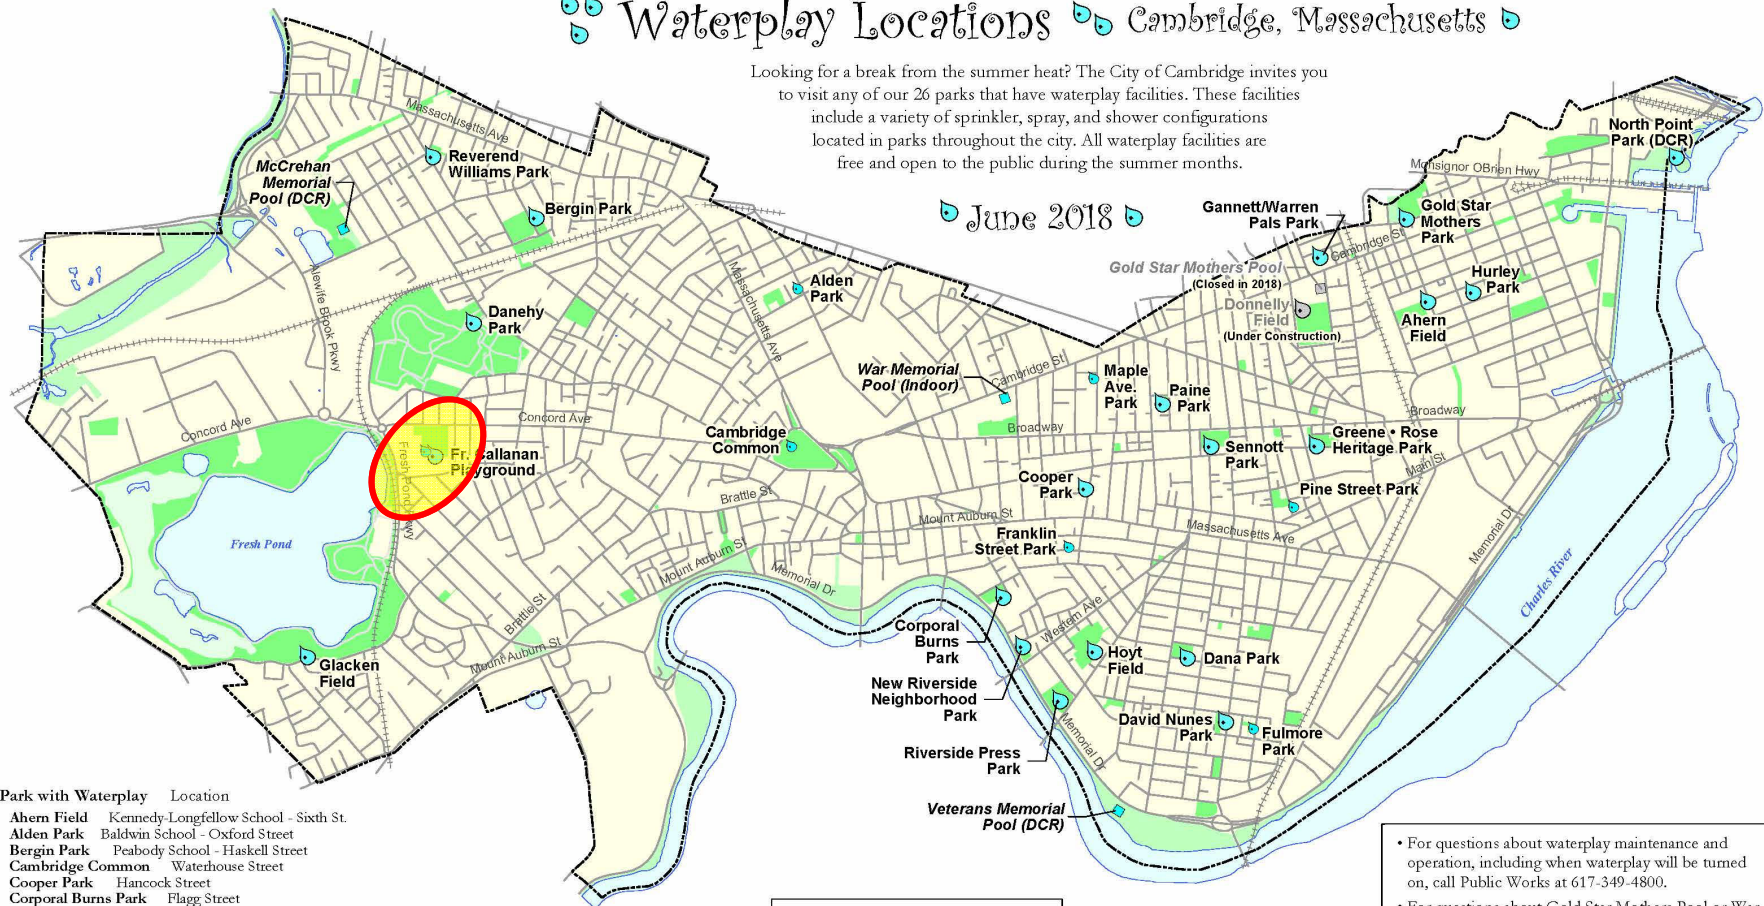 Waterplay Locations Cambridge, Massachusetts
Looking for a break from the summer heat? The City of Cambridge invites you
to visit any of our 26 parks that have waterplay facilities. These facilities
include a variety of sprinkler, spray, and shower configurations
located in parks throughout the city. All waterplay facilities are
free and open to the public during the summer months.
June 2018
Massachusetts Ave
McCrehan
Memorial
Pool (DCR)
Reverend
Williams Park
Bergin Park
Alewife Brook Pkwy
Danehy
Park
Massachusetts Ave
Alden
Park
Concord Ave
Concord Ave
Fr. Callanan
Playground
Fresh Pond Pkwy
Fresh Pond
Glacken
Field
Brattle St
Mount Auburn St
Cambridge
Common
Brattle St
Mount Auburn St
Mount Auburn St
Memorial Dr
War Memorial
Pool (Indoor)
Cambridge St
Broadway
Maple
Ave.
Park
Paine
Park
Cooper
Park
Franklin
Street Park
Massachusetts Ave
Sennott
Park
Greene • Rose
Heritage Park
Broadway
Main St
Pine Street Park
Gannett/Warren
Pals Park
Cambridge St
Gold Star Mothers Pool
(Closed in 2018)
Donnelly
Field
(Under Construction)
Gold Star
Mothers
Park
Monsignor OBrien Hwy
North Point
Park (DCR)
Hurley
Park
Ahern
Field
Memorial Dr
Charles River
Corporal
Burns
Park
Western Ave
New Riverside
Neighborhood
Park
Hoyt
Field
Dana Park
Riverside Press
Park
Memorial Dr
David Nunes
Park
Fulmore
Park
Veterans Memorial
Pool (DCR)
Park with Waterplay Location
Ahern Field Kennedy-Longfellow School - Sixth St.
Alden Park Baldwin School - Oxford Street
Bergin Park Peabody School - Haskell Street
Cambridge Common Waterhouse Street
Cooper Park Hancock Street
Corporal Burns Park Flagg Street
• For questions about waterplay maintenance and
operation, including when waterplay will be turned
on, call Public Works at 617-349-4800.